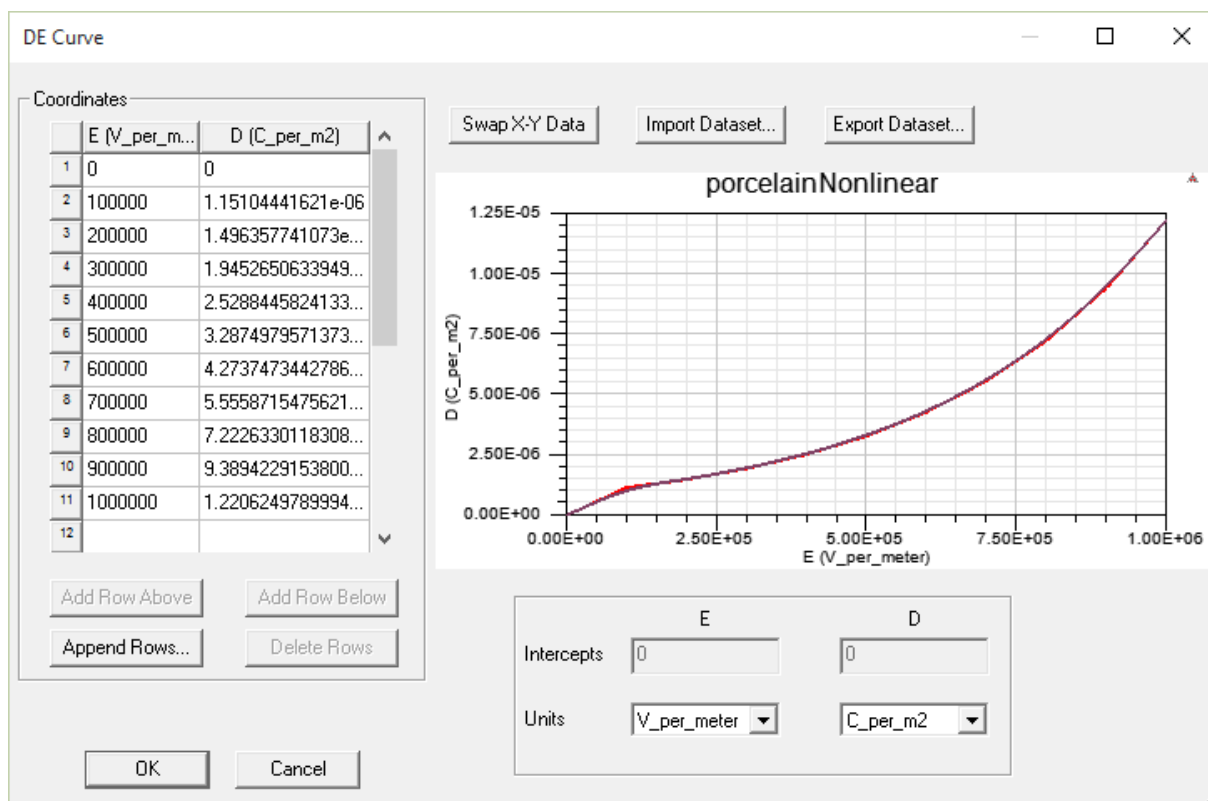 DE Curve
Coordinates
E (V_per_m... D (C_per_m2)
1 0 0
2 100000 1.15104441621e-06
3 200000 1.496357741073e...
4 300000 1.9452650633949...
5 400000 2.5288445824133...
6 500000 3.2874979571373...
7 600000 4.2737473442786...
8 700000 5.5558715475621...
9 800000 7.2226330118308...
10 900000 9.3894229153800...
11 1000000 1.2206249789994...
12
Add Row Above Add Row Below
Append Rows... Delete Rows
OK Cancel
Swap X-Y Data Import Dataset... Export Dataset...
porcelainNonlinear
1.25E-05
1.00E-05
7.50E-06
5.00E-06
2.50E-06
0.00E+00
D (C_per_m2)
0.00E+00 2.50E+05 5.00E+05 7.50E+05 1.00E+06
E (V_per_meter)
E D
Intercepts 0 0
Units V_per_meter C_per_m2